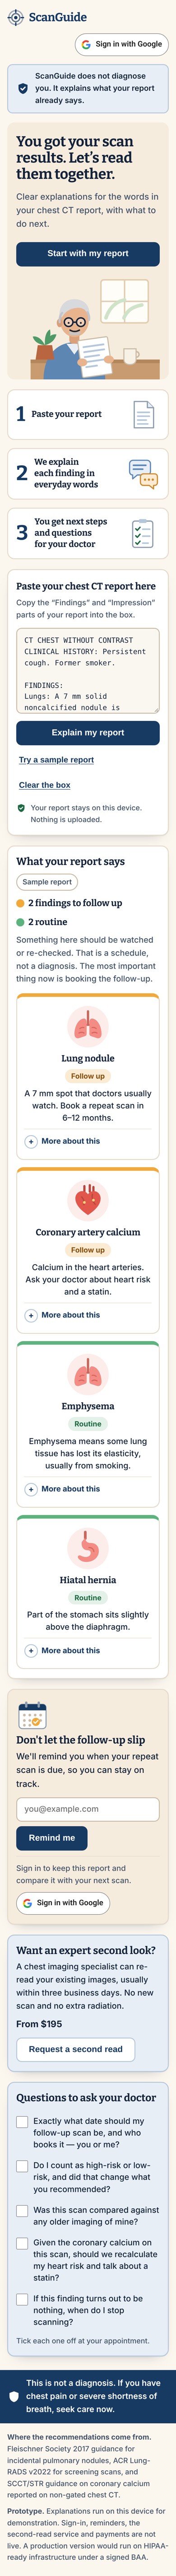 ScanGuide
Sign in with Google
ScanGuide does not diagnose
you. It explains what your report
already says.
You got your scan
results. Let's read
them together.
Clear explanations for the words in
your chest CT report, with what to
do next.
Start with my report
1 Paste your report
2 We explain
each finding in
everyday words
3 You get next steps
and questions
for your doctor
Paste your chest CT report here
Copy the “Findings” and “Impression”
parts of your report into the box.
CT CHEST WITHOUT CONTRAST
CLINICAL HISTORY: Persistent
cough. Former smoker.
FINDINGS:
Lungs: A 7 mm solid
noncalcified nodule is
Explain my report
Try a sample report
Clear the box
Your report stays on this device.
Nothing is uploaded.
What your report says
Sample report
2 findings to follow up
2 routine
Something here should be watched
or re-checked. That is a schedule,
not a diagnosis. The most important
thing now is booking the follow-up.
Lung nodule
Follow up
A 7 mm spot that doctors usually
watch. Book a repeat scan in
6–12 months.
+ More about this
Coronary artery calcium
Follow up
Calcium in the heart arteries.
Ask your doctor about heart risk
and a statin.
+ More about this
Emphysema
Routine
Emphysema means some lung
tissue has lost its elasticity,
usually from smoking.
+ More about this
Hiatal hernia
Routine
Part of the stomach sits slightly
above the diaphragm.
+ More about this
Don't let the follow-up slip
We'll remind you when your repeat
scan is due, so you can stay on
track.
you@example.com
Remind me
Sign in to keep this report and
compare it with your next scan.
Sign in with Google
Want an expert second look?
A chest imaging specialist can re-
read your existing images, usually
within three business days. No new
scan and no extra radiation.
From $195
Request a second read
Questions to ask your doctor
Exactly what date should my
follow-up scan be, and who
books it — you or me?
Do I count as high-risk or low-
risk, and did that change what
you recommended?
Was this scan compared against
any older imaging of mine?
Given the coronary calcium on
this scan, should we recalculate
my heart risk and talk about a
statin?
If this finding turns out to be
nothing, when do I stop
scanning?
Tick each one off at your appointment.
This is not a diagnosis. If you have
chest pain or severe shortness of
breath, seek care now.
Where the recommendations come from.
Fleischner Society 2017 guidance for
incidental pulmonary nodules, ACR Lung-
RADS v2022 for screening scans, and
SCCT/STR guidance on coronary calcium
reported on non-gated chest CT.
Prototype. Explanations run on this device for
demonstration. Sign-in, reminders, the
second-read service and payments are not
live. A production version would run on HIPAA-
ready infrastructure under a signed BAA.